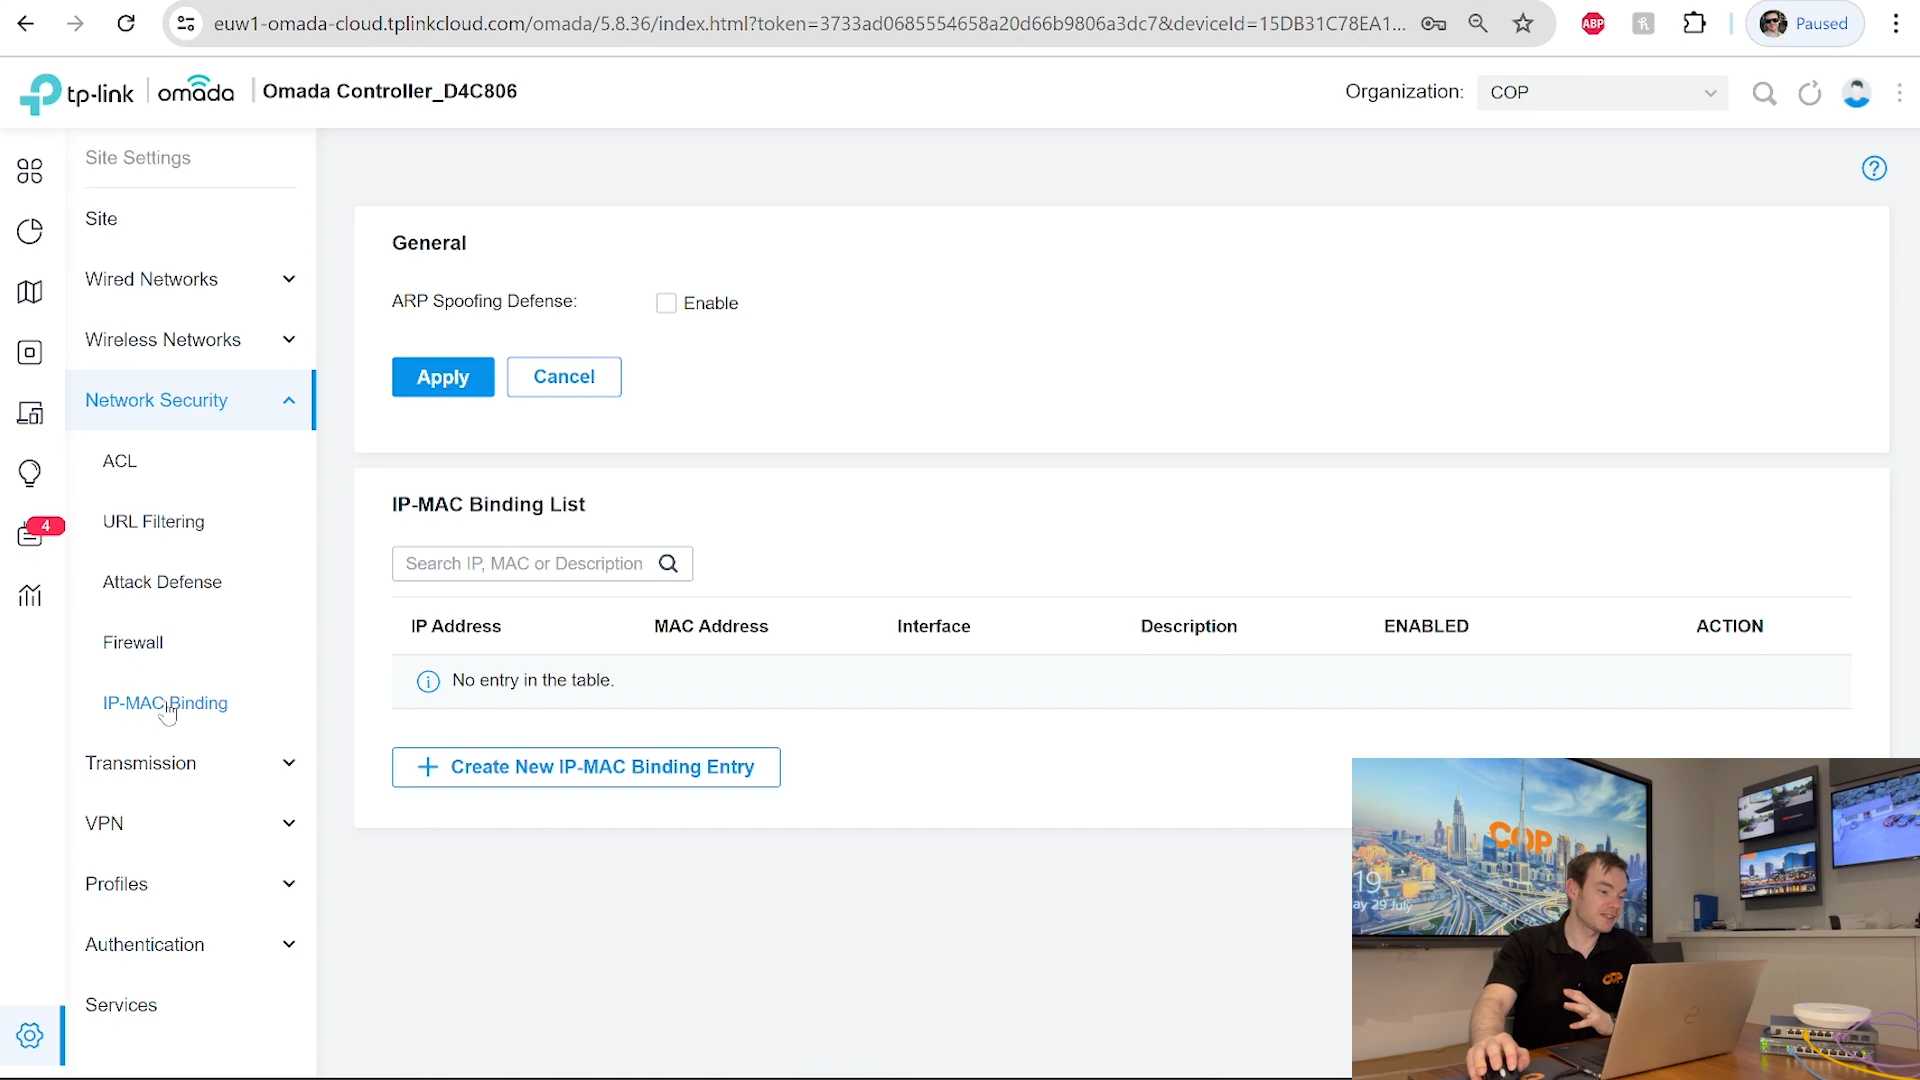 euw1-omada-cloud.tplinkcloud.com/omada/5.8.36/index.html?token=3733ad0685554658a20d66b9806a3dc7&deviceId=15DB31C78EA1...
ABP
Paused
tp-link
omada
Omada Controller_D4C806
Organization:
COP
Site Settings
Site
Wired Networks
Wireless Networks
Network Security
ACL
URL Filtering
Attack Defense
Firewall
IP-MAC Binding
Transmission
VPN
Profiles
Authentication
Services
4
General
ARP Spoofing Defense:
Enable
Apply
Cancel
IP-MAC Binding List
Search IP, MAC or Description
IP Address
MAC Address
Interface
Description
ENABLED
ACTION
No entry in the table.
Create New IP-MAC Binding Entry
COP
19
ay 29 July
COP